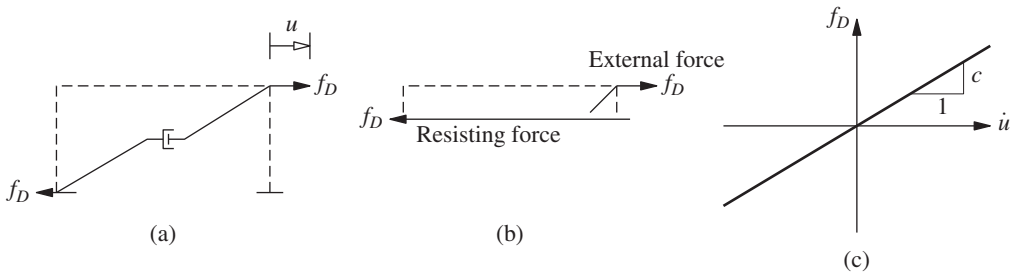 u
f_D
f_D
(a)
External force
f_D
f_D
Resisting force
(b)
f_D
c
1
u̇
(c)